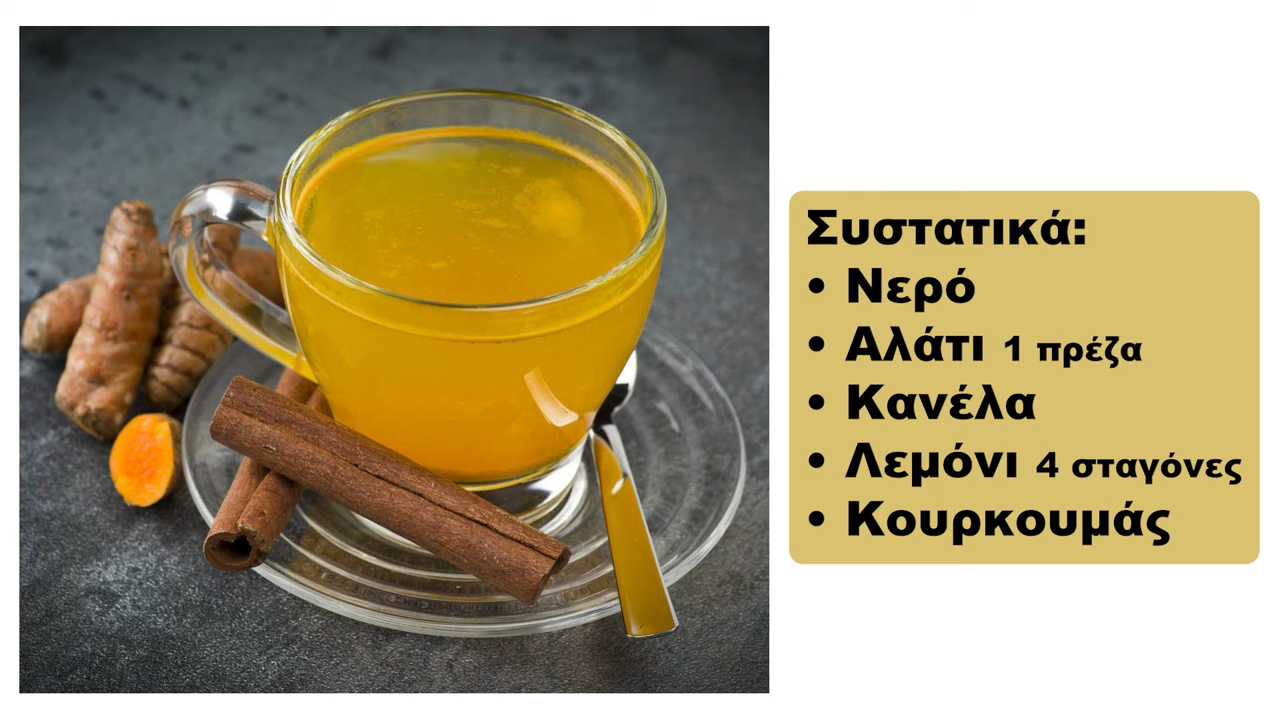 Συστατικά:
• Νερό
• Αλάτι 1 πρέζα
• Κανέλα
• Λεμόνι 4 σταγόνες
• Κουρκουμάς